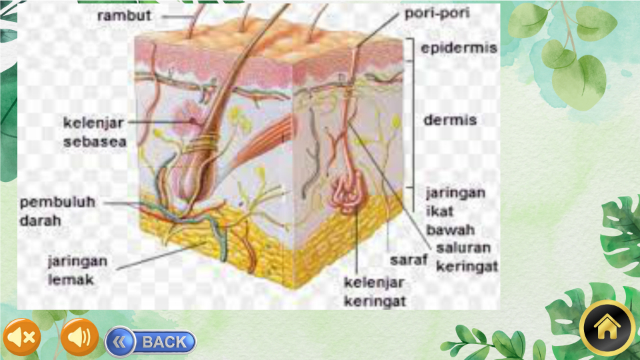 rambut
pori-pori
epidermis
kelenjar
sebasea
dermis
pembuluh
darah
jaringan
ikat
bawah
saluran
keringat
saraf
jaringan
lemak
kelenjar
keringat
BACK